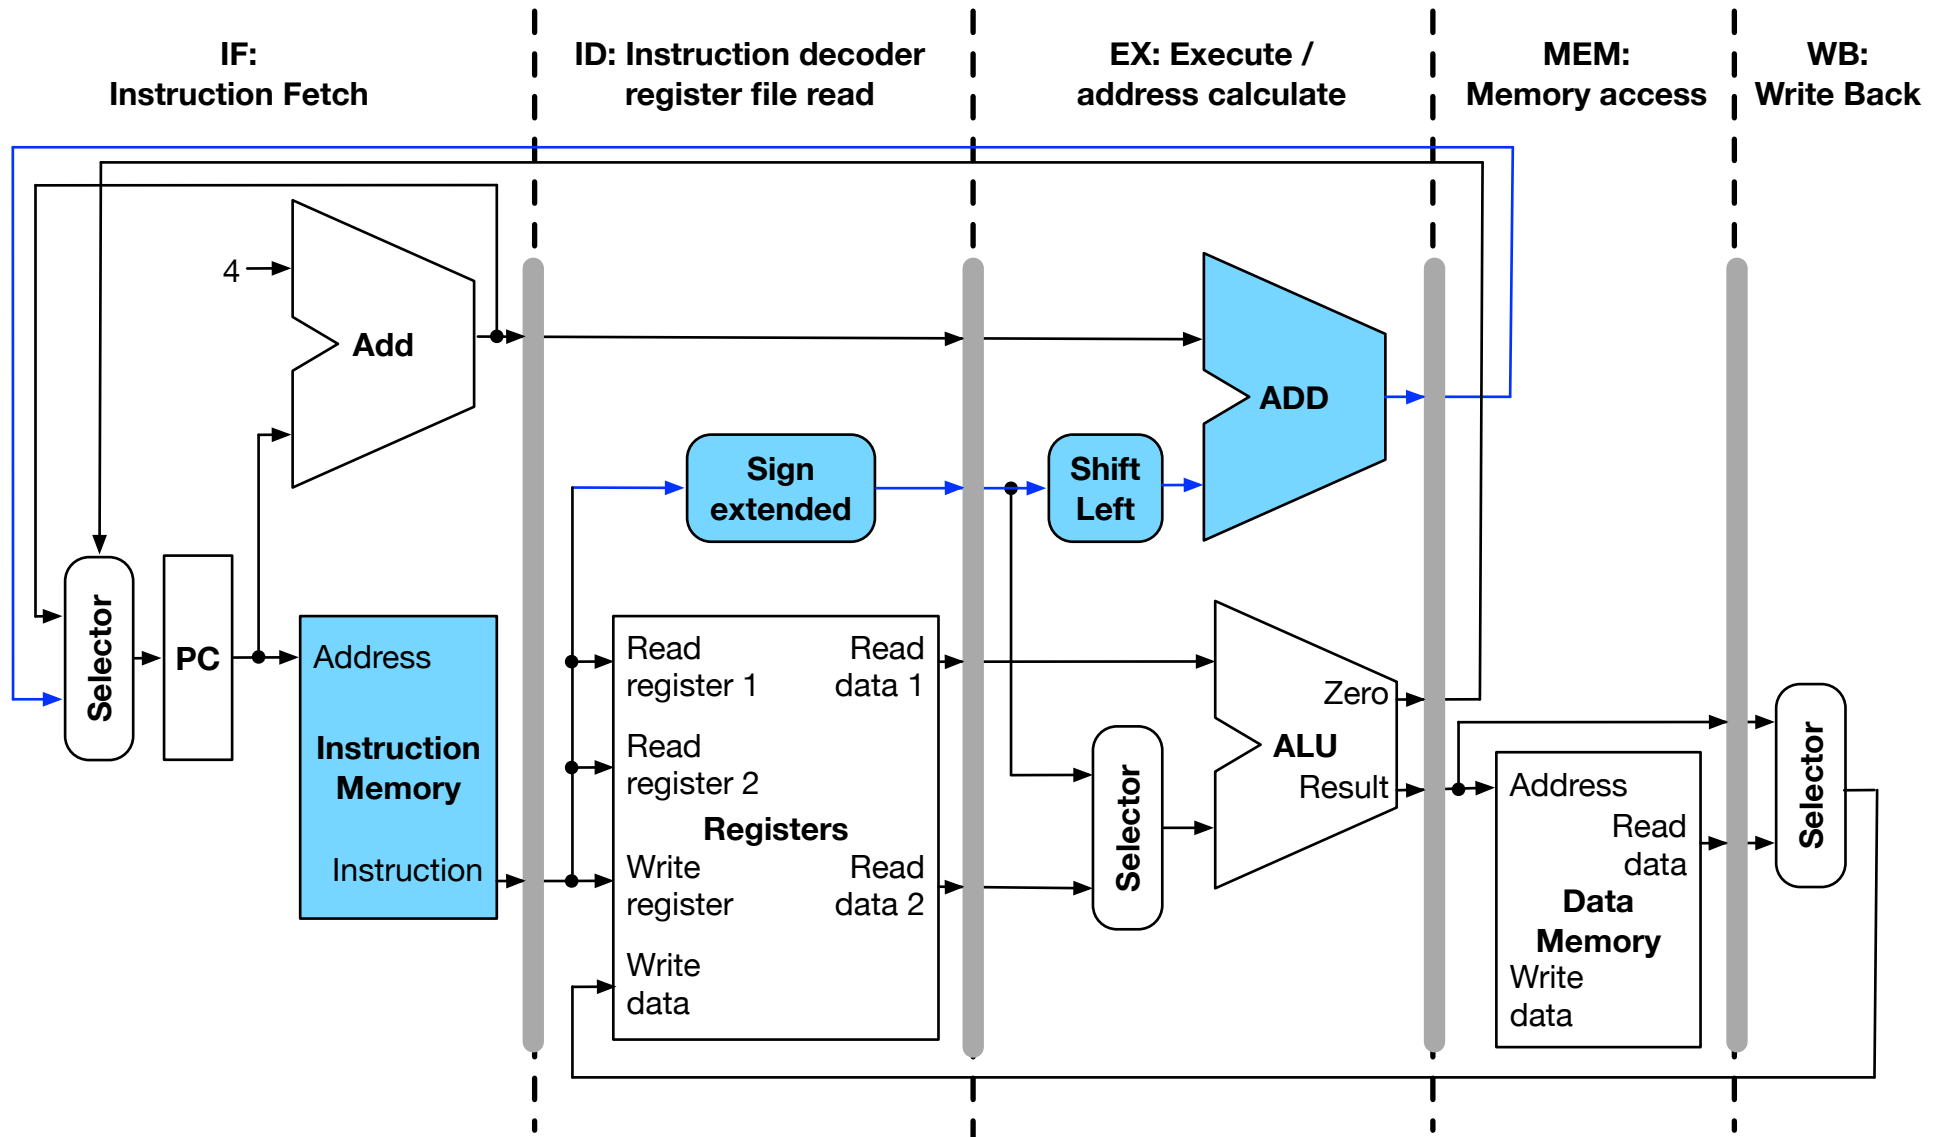 IF:
Instruction Fetch
ID: Instruction decoder
register file read
EX: Execute /
address calculate
MEM:
Memory access
WB:
Write Back
4
Add
ADD
Sign
extended
Shift
Left
Selector
PC
Address
Instruction
Memory
Instruction
Read
register 1
Read
data 1
Read
register 2
Registers
Write
register
Read
data 2
Write
data
Selector
Zero
ALU
Result
Address
Read
data
Data
Memory
Write
data
Selector